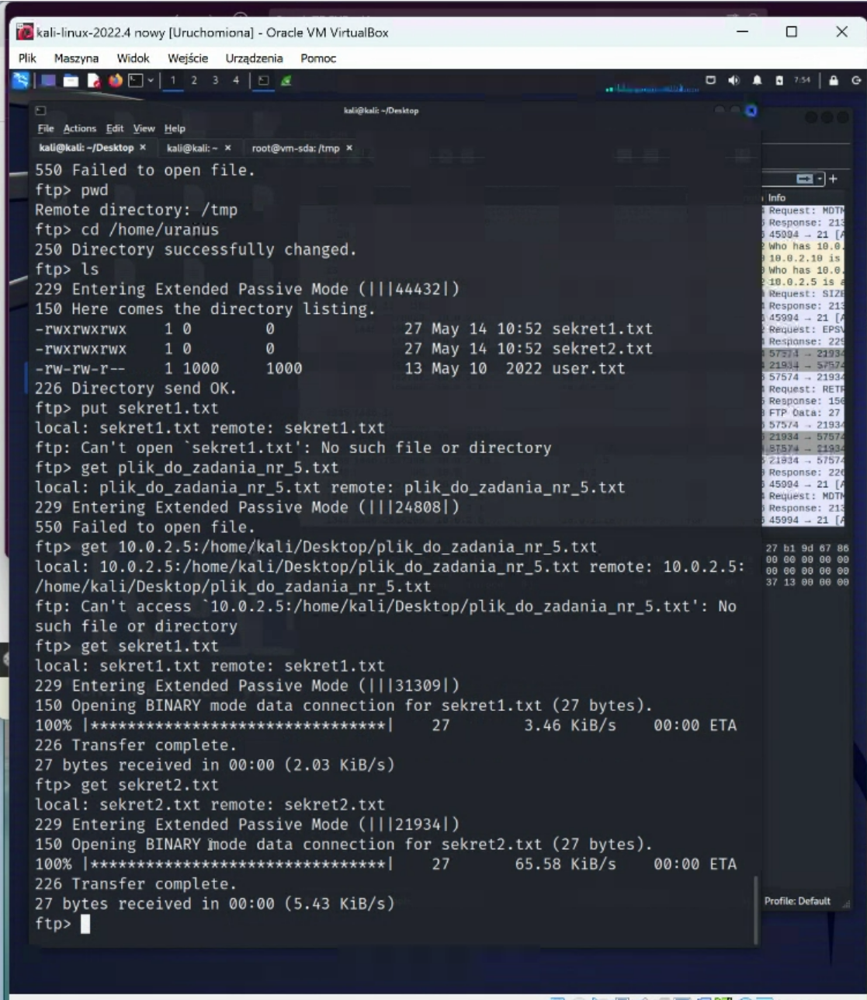 kali-linux-2022.4 nowy [Uruchomiona] - Oracle VM VirtualBox
Plik Maszyna Widok Wejście Urządzenia Pomoc
1 2 3 4
7:54
kali@kali: ~/Desktop
File Actions Edit View Help
kali@kali: ~/Desktop × kali@kali: ~ × root@vm-sda: /tmp ×
550 Failed to open file.
ftp> pwd
Remote directory: /tmp
ftp> cd /home/uranus
250 Directory successfully changed.
ftp> ls
229 Entering Extended Passive Mode (|||44432|)
150 Here comes the directory listing.
-rwxrwxrwx 1 0 0 27 May 14 10:52 sekret1.txt
-rwxrwxrwx 1 0 0 27 May 14 10:52 sekret2.txt
-rw-rw-r-- 1 1000 1000 13 May 10 2022 user.txt
226 Directory send OK.
ftp> put sekret1.txt
local: sekret1.txt remote: sekret1.txt
ftp: Can't open `sekret1.txt': No such file or directory
ftp> get plik_do_zadania_nr_5.txt
local: plik_do_zadania_nr_5.txt remote: plik_do_zadania_nr_5.txt
229 Entering Extended Passive Mode (|||24808|)
550 Failed to open file.
ftp> get 10.0.2.5:/home/kali/Desktop/plik_do_zadania_nr_5.txt
local: 10.0.2.5:/home/kali/Desktop/plik_do_zadania_nr_5.txt remote: 10.0.2.5:
/home/kali/Desktop/plik_do_zadania_nr_5.txt
ftp: Can't access `10.0.2.5:/home/kali/Desktop/plik_do_zadania_nr_5.txt': No
such file or directory
ftp> get sekret1.txt
local: sekret1.txt remote: sekret1.txt
229 Entering Extended Passive Mode (|||31309|)
150 Opening BINARY mode data connection for sekret1.txt (27 bytes).
100% |********************************| 27 3.46 KiB/s 00:00 ETA
226 Transfer complete.
27 bytes received in 00:00 (2.03 KiB/s)
ftp> get sekret2.txt
local: sekret2.txt remote: sekret2.txt
229 Entering Extended Passive Mode (|||21934|)
150 Opening BINARY mode data connection for sekret2.txt (27 bytes).
100% |********************************| 27 65.58 KiB/s 00:00 ETA
226 Transfer complete.
27 bytes received in 00:00 (5.43 KiB/s)
ftp>
Info
Request: MDTM
Response: 213
45994 → 21 [A
Who has 10.0.
10.0.2.10 is
Who has 10.0.
10.0.2.5 is a
Request: SIZE
Response: 213
45994 → 21 [A
Request: EPSV
Response: 229
57574 → 21934
21934 → 57574
57574 → 21934
Request: RETR
Response: 150
FTP Data: 27
57574 → 21934
21934 → 57574
57574 → 21934
21934 → 57574
Response: 226
45994 → 21 [A
Request: MDTM
Response: 213
45994 → 21 [A
27 b1 9d 67 86
00 00 00 00 00
00 00 00 00 00
37 13 00 00 00
Profile: Default